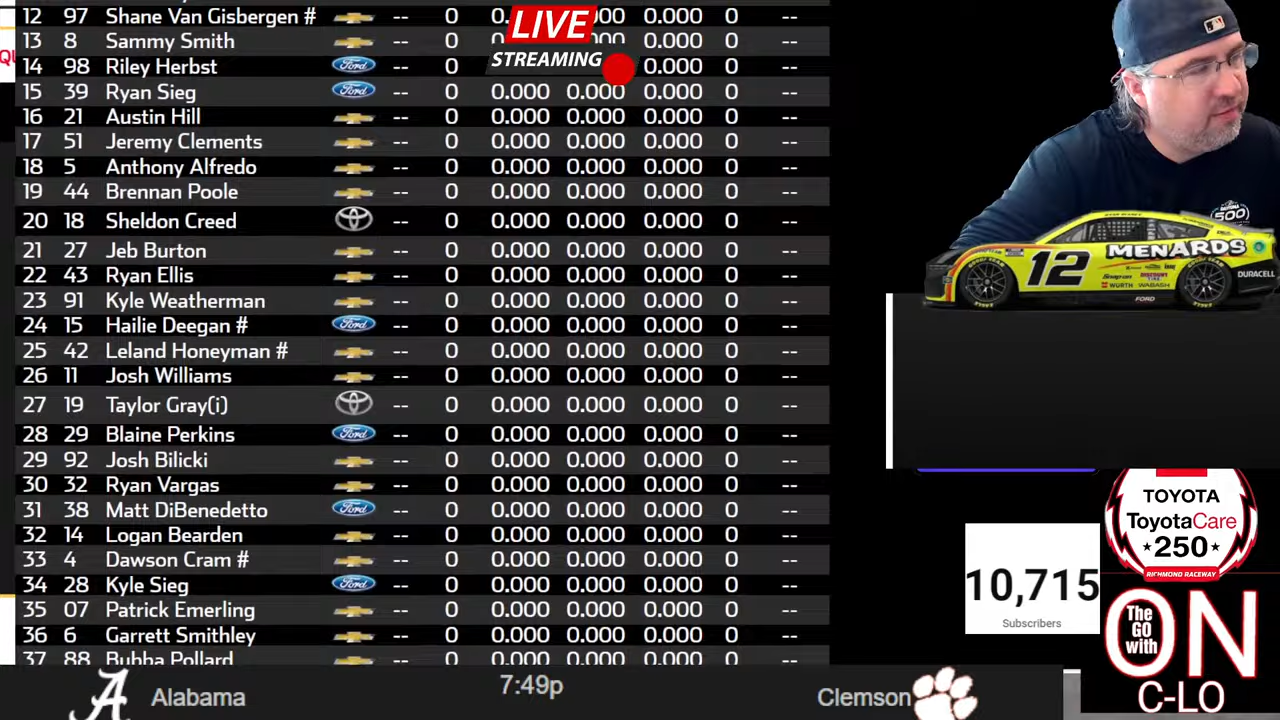 12 97 Shane Van Gisbergen # -- 0 0. 000 0.000 0 --
13 8 Sammy Smith -- 0 0.000 0 --
14 98 Riley Herbst Ford -- 0 0.000 0 --
15 39 Ryan Sieg Ford -- 0 0.000 0.000 0.000 0 --
16 21 Austin Hill -- 0 0.000 0.000 0.000 0 --
17 51 Jeremy Clements -- 0 0.000 0.000 0.000 0 --
18 5 Anthony Alfredo -- 0 0.000 0.000 0.000 0 --
19 44 Brennan Poole -- 0 0.000 0.000 0.000 0 --
20 18 Sheldon Creed -- 0 0.000 0.000 0.000 0 --
21 27 Jeb Burton -- 0 0.000 0.000 0.000 0 --
22 43 Ryan Ellis -- 0 0.000 0.000 0.000 0 --
23 91 Kyle Weatherman -- 0 0.000 0.000 0.000 0 --
24 15 Hailie Deegan # Ford -- 0 0.000 0.000 0.000 0 --
25 42 Leland Honeyman # -- 0 0.000 0.000 0.000 0 --
26 11 Josh Williams -- 0 0.000 0.000 0.000 0 --
27 19 Taylor Gray(i) -- 0 0.000 0.000 0.000 0 --
28 29 Blaine Perkins Ford -- 0 0.000 0.000 0.000 0 --
29 92 Josh Bilicki -- 0 0.000 0.000 0.000 0 --
30 32 Ryan Vargas -- 0 0.000 0.000 0.000 0 --
31 38 Matt DiBenedetto Ford -- 0 0.000 0.000 0.000 0 --
32 14 Logan Bearden -- 0 0.000 0.000 0.000 0 --
33 4 Dawson Cram # -- 0 0.000 0.000 0.000 0 --
34 28 Kyle Sieg Ford -- 0 0.000 0.000 0.000 0 --
35 07 Patrick Emerling -- 0 0.000 0.000 0.000 0 --
36 6 Garrett Smithley -- 0 0.000 0.000 0.000 0 --
37 88 Bubba Pollard -- 0 0.000 0.000 0.000 0 --
LIVE
STREAMING
QU
500
MENARDS
12
Snap-on
WÜRTH WABASH
DURACELL
FORD
TOYOTA
ToyotaCare
250
RICHMOND RACEWAY
10,715
Subscribers
The GO with
ON
C-LO
A Alabama
7:49p
Clemson